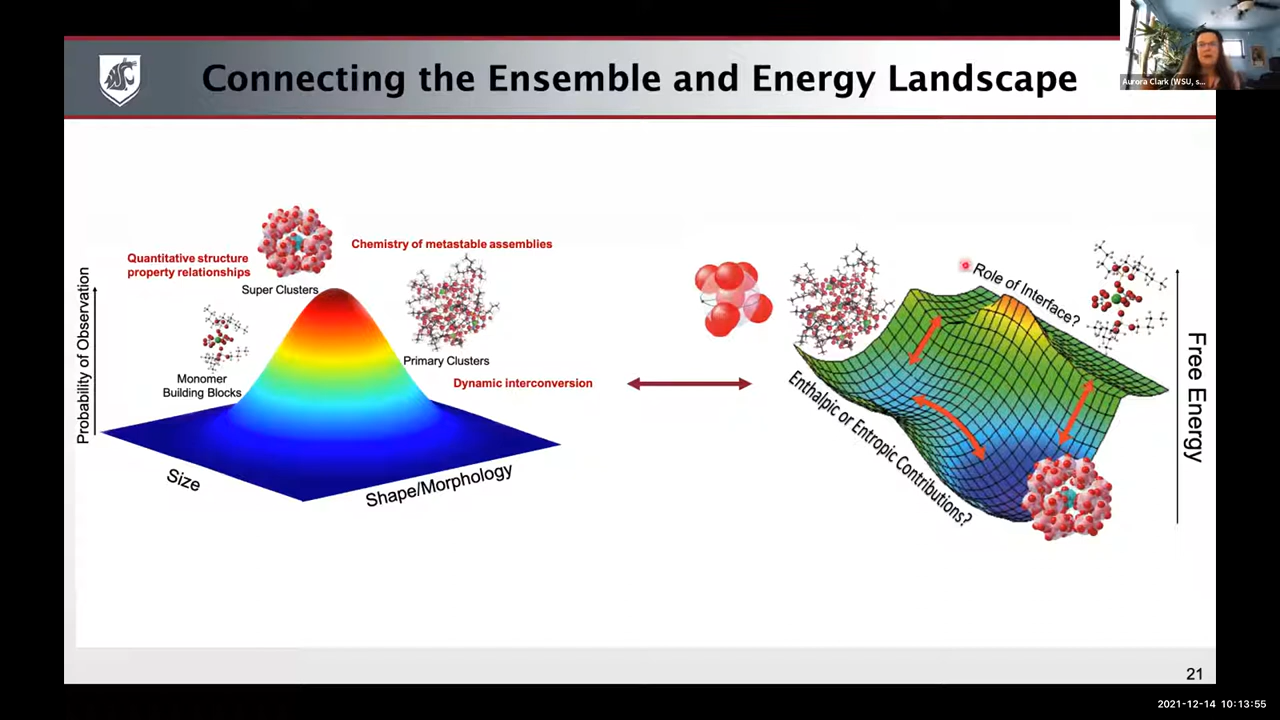 Connecting the Ensemble and Energy Landscape
Aurora Clark (WSU, s...
Quantitative structure
property relationships
Chemistry of metastable assemblies
Super Clusters
Monomer
Building Blocks
Primary Clusters
Dynamic interconversion
Probability of Observation
Size
Shape/Morphology
Role of Interface?
Enthalpic or Entropic Contributions?
Free Energy
21
2021-12-14 10:13:55